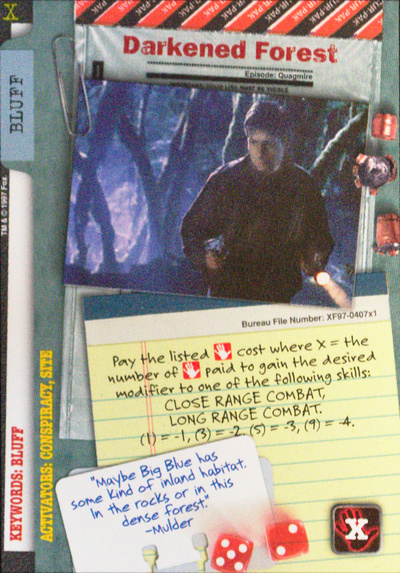 X
BLUFF
TM & © 1997 Fox.
KEYWORDS: BLUFF
ACTIVATORS: CONSPIRACY, SITE
Darkened Forest
Episode: Quagmire
Bureau File Number: XF97-0407x1
Pay the listed cost where X = the
number of paid to gain the desired
modifier to one of the following skills:
CLOSE RANGE COMBAT,
LONG RANGE COMBAT.
(1) = -1, (3) = -2, (5) = -3, (9) = -4.
"Maybe Big Blue has
some kind of inland habitat.
In the rocks or in this
dense forest."
-Mulder
X